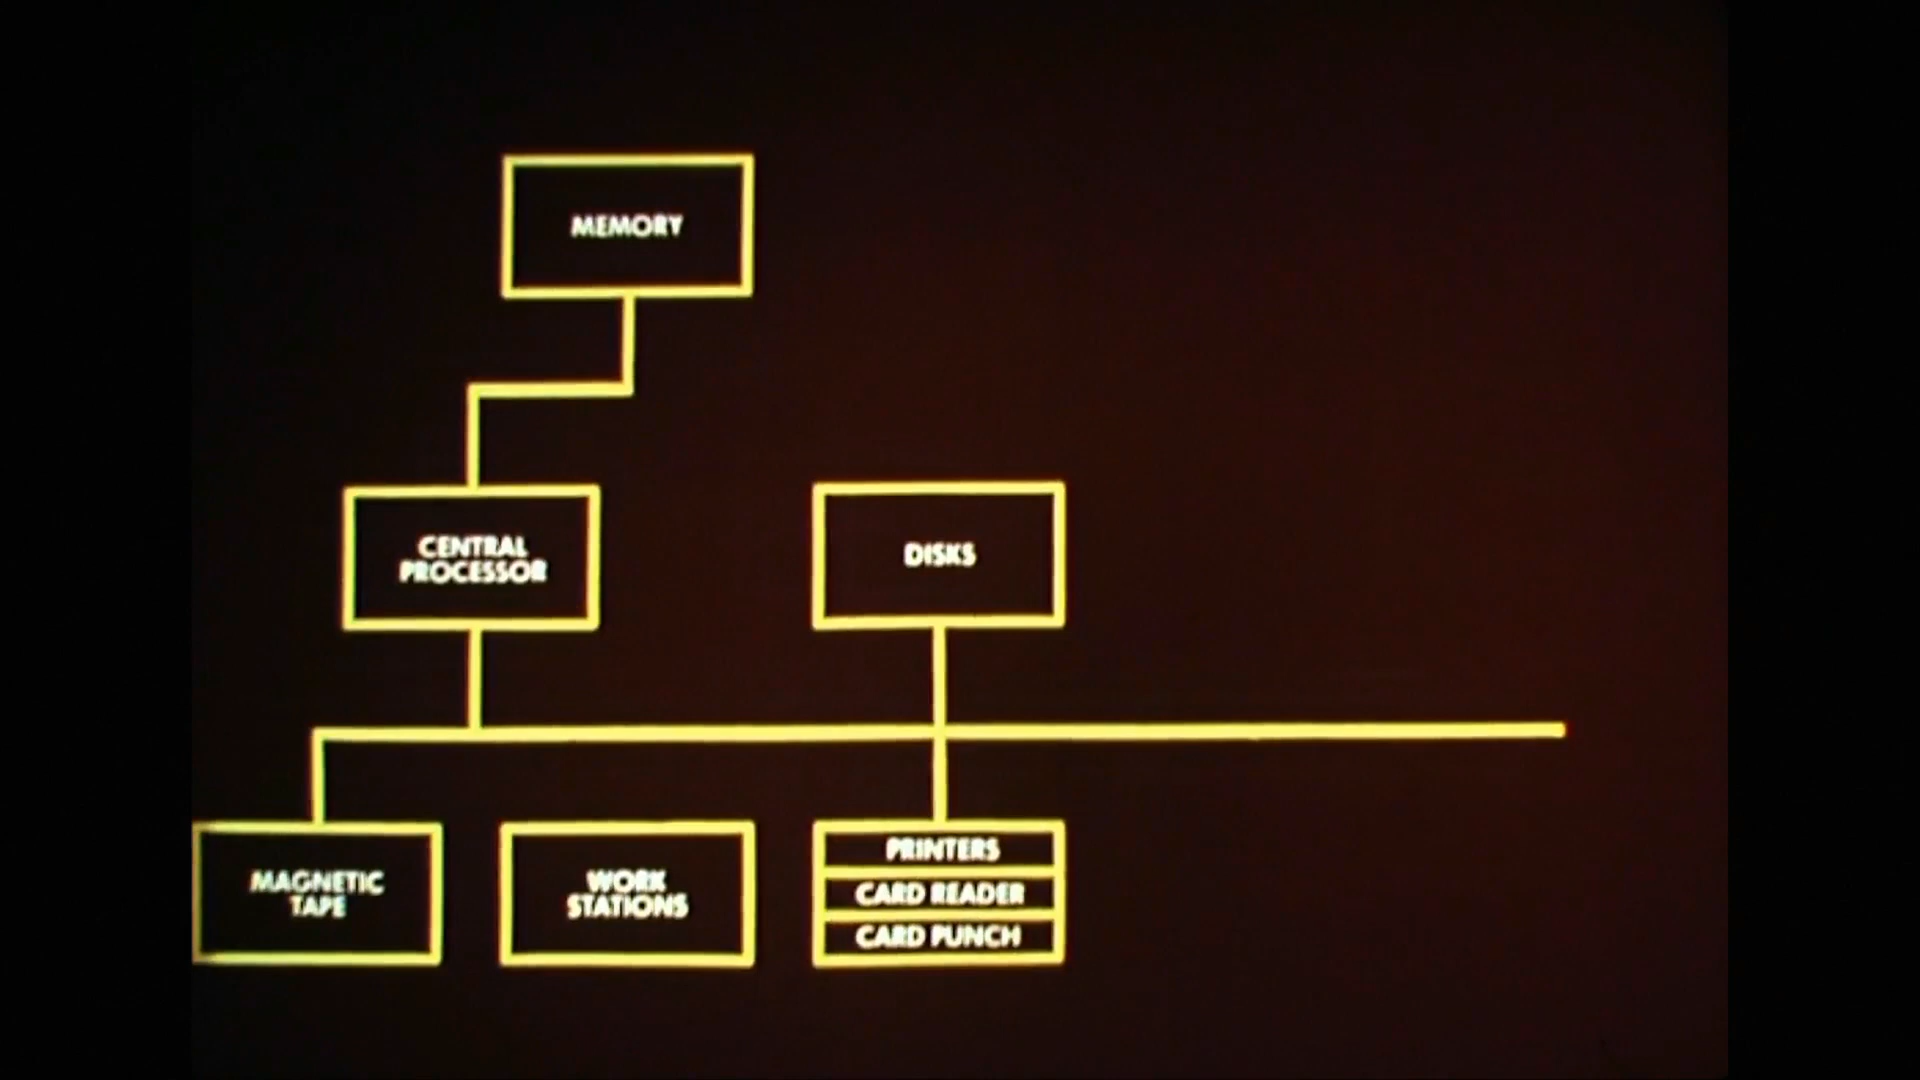 MEMORY
CENTRAL
PROCESSOR
DISKS
MAGNETIC
TAPE
WORK
STATIONS
PRINTERS
CARD READER
CARD PUNCH